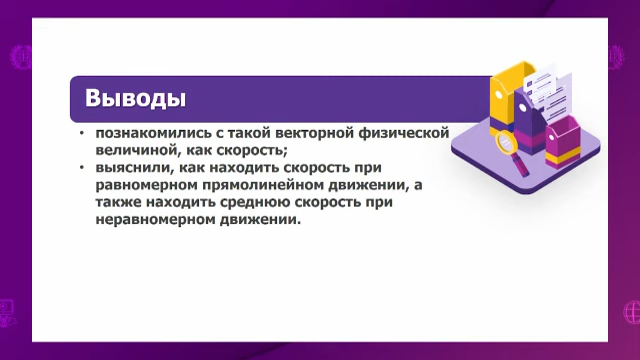 Выводы
• познакомились с такой векторной физической
величиной, как скорость;
• выяснили, как находить скорость при
равномерном прямолинейном движении, а
также находить среднюю скорость при
неравномерном движении.